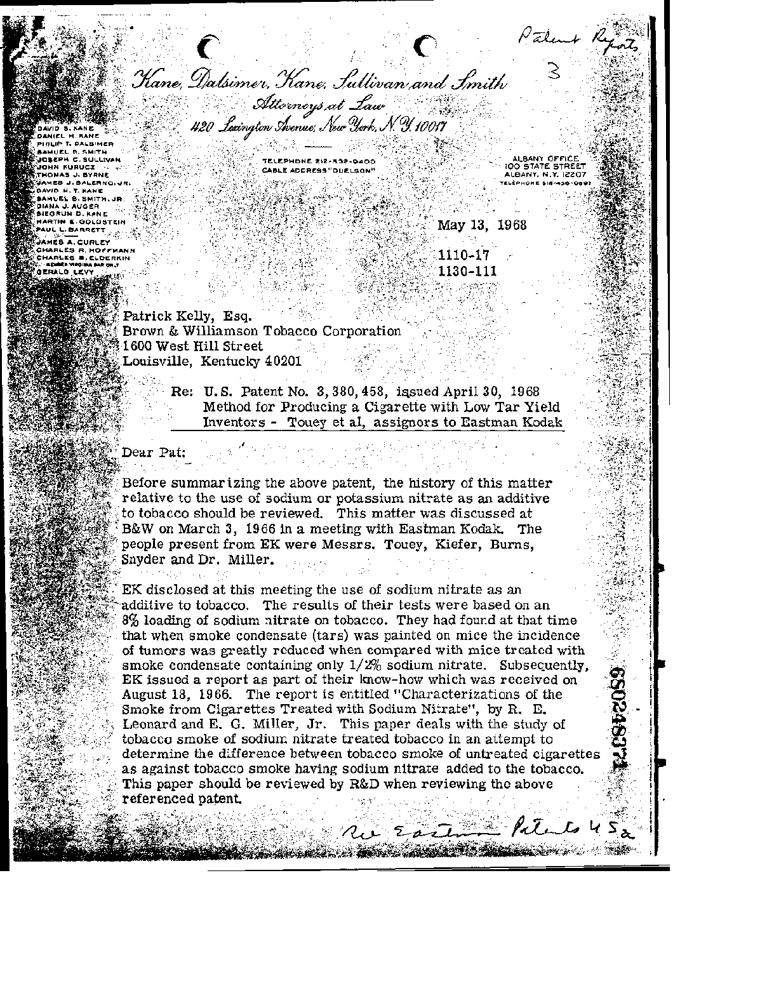 Patent Reports
3
Kane, Dalsimer, Kane, Sullivan and Smith
Attorneys at Law
420 Lexington Avenue, New York, N.Y. 10017
DAVID S. KANE
DANIEL H. KANE
PHILIP T. DALSIMER
SAMUEL B. SMITH
JOSEPH C. SULLIVAN
JOHN KURUCZ
THOMAS J. BYRNE
JAMES J. SALERNO, JR.
DAVID H. T. KANE
SAMUEL B. SMITH, JR.
DIANA J. AUGER
SIEGRUN D. KANE
MARTIN E. GOLDSTEIN
PAUL L. BARRETT
JAMES A. CURLEY
CHARLES R. HOFFMANN
CHARLES B. ELDERKIN
MEMBER VIRGINIA BAR ONLY
GERALD LEVY
TELEPHONE 212-532-0400
CABLE ADDRESS "DUELSON"
ALBANY OFFICE
100 STATE STREET
ALBANY, N.Y. 12207
TELEPHONE
May 13, 1968
1110-17
1130-111
Patrick Kelly, Esq.
Brown & Williamson Tobacco Corporation
1600 West Hill Street
Louisville, Kentucky 40201
Re: U.S. Patent No. 3,380,458, issued April 30, 1968
Method for Producing a Cigarette with Low Tar Yield
Inventors - Touey et al, assignors to Eastman Kodak
Dear Pat:
Before summarizing the above patent, the history of this matter
relative to the use of sodium or potassium nitrate as an additive
to tobacco should be reviewed. This matter was discussed at
B&W on March 3, 1966 in a meeting with Eastman Kodak. The
people present from EK were Messrs. Touey, Kiefer, Burns,
Snyder and Dr. Miller.
EK disclosed at this meeting the use of sodium nitrate as an
additive to tobacco. The results of their tests were based on an
8% loading of sodium nitrate on tobacco. They had found at that time
that when smoke condensate (tars) was painted on mice the incidence
of tumors was greatly reduced when compared with mice treated with
smoke condensate containing only 1/2% sodium nitrate. Subsequently,
EK issued a report as part of their know-how which was received on
August 18, 1966. The report is entitled "Characterizations of the
Smoke from Cigarettes Treated with Sodium Nitrate", by R. E.
Leonard and E. G. Miller, Jr. This paper deals with the study of
tobacco smoke of sodium nitrate treated tobacco in an attempt to
determine the difference between tobacco smoke of untreated cigarettes
as against tobacco smoke having sodium nitrate added to the tobacco.
This paper should be reviewed by R&D when reviewing the above
referenced patent.
680248371
Eastman Patents